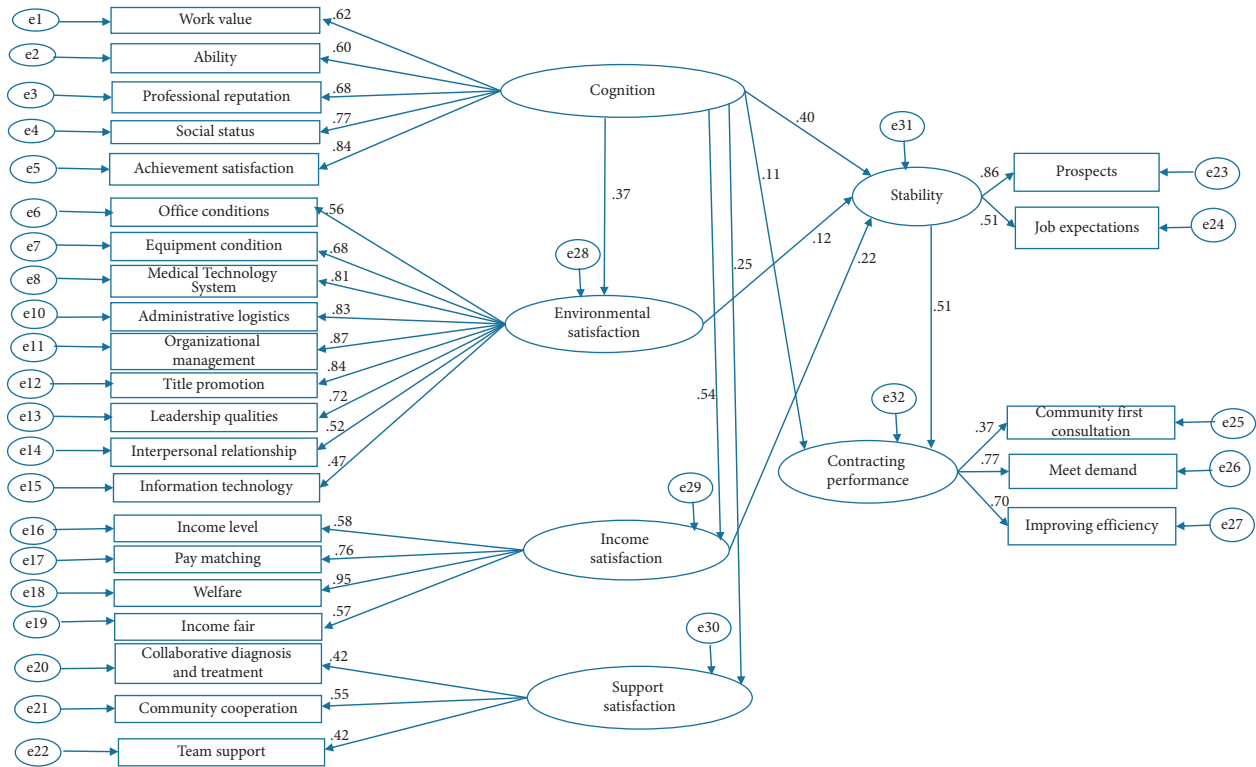 e1
Work value
.62
e2
Ability
.60
e3
Professional reputation
.68
e4
Social status
.77
e5
Achievement satisfaction
.84
Cognition
.40
.11
.37
.25
.54
e6
Office conditions
.56
e7
Equipment condition
.68
e8
Medical Technology
System
.81
e10
Administrative logistics
.83
e11
Organizational
management
.87
e12
Title promotion
.84
e13
Leadership qualities
.72
e14
Interpersonal relationship
.52
e15
Information technology
.47
e28
Environmental
satisfaction
.12
.22
e31
Stability
.86
Prospects
e23
.51
Job expectations
e24
.51
e32
Contracting
performance
.37
Community first
consultation
e25
.77
Meet demand
e26
.70
Improving efficiency
e27
e16
Income level
.58
e17
Pay matching
.76
e18
Welfare
.95
e19
Income fair
.57
e29
Income
satisfaction
e20
Collaborative diagnosis
and treatment
.42
e21
Community cooperation
.55
e22
Team support
.42
e30
Support
satisfaction